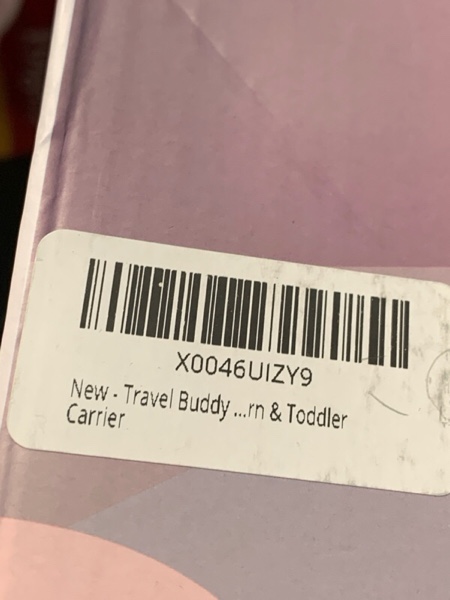 X0046UIZY9
New - Travel Buddy ...rn & Toddler
Carrier